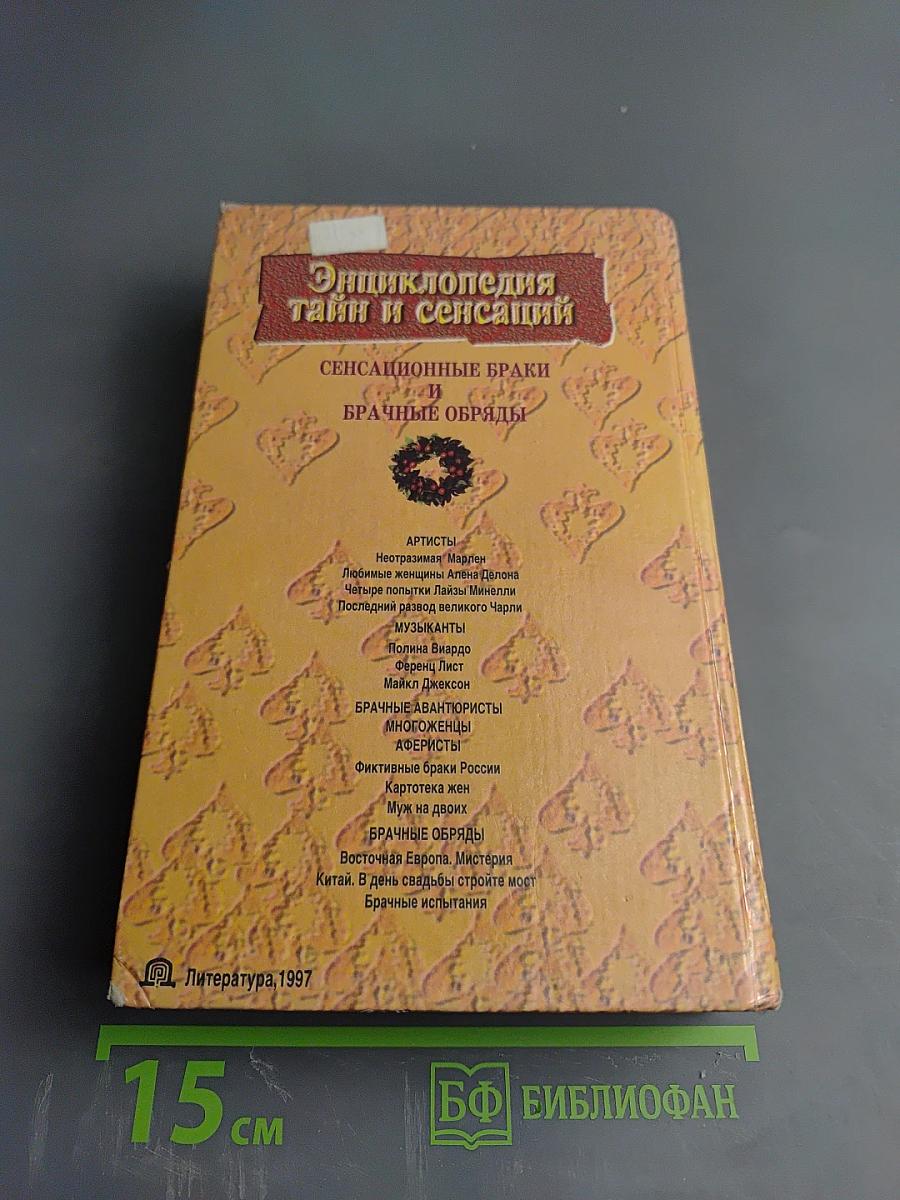 Энциклопедия
тайн и сенсаций
СЕНСАЦИОННЫЕ БРАКИ
И
БРАЧНЫЕ ОБРЯДЫ
АРТИСТЫ
Неотразимая Марлен
Любимые женщины Алена Делона
Четыре попытки Лайзы Минелли
Последний развод великого Чарли
МУЗЫКАНТЫ
Полина Виардо
Ференц Лист
Майкл Джексон
БРАЧНЫЕ АВАНТЮРИСТЫ
МНОГОЖЕНЦЫ
АФЕРИСТЫ
Фиктивные браки России
Картотека жен
Муж на двоих
БРАЧНЫЕ ОБРЯДЫ
Восточная Европа. Мистерия
Китай. В день свадьбы стройте мост
Брачные испытания
Литература, 1997
15 см
БФ БИБЛИОФАН